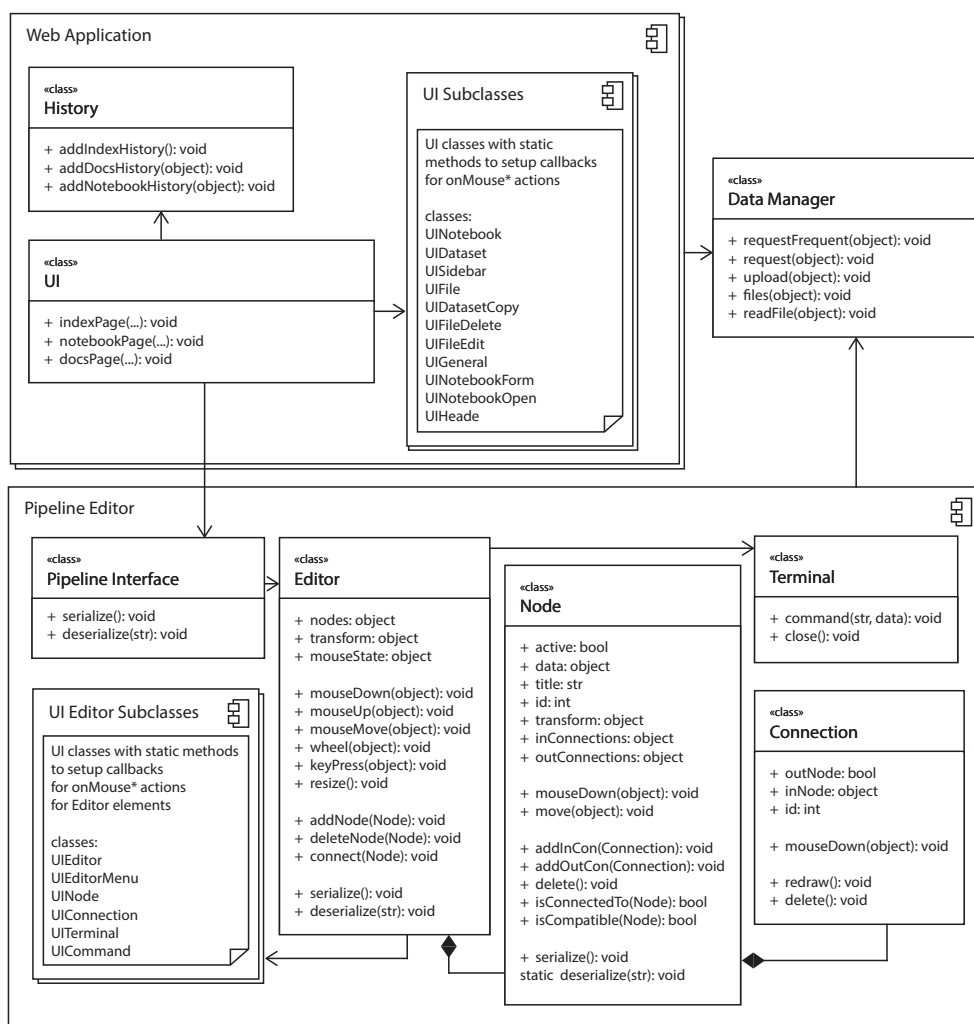 Web Application
«class»
History
+ addIndexHistory(): void
+ addDocsHistory(object): void
+ addNotebookHistory(object): void
«class»
UI
+ indexPage(...): void
+ notebookPage(...): void
+ docsPage(...): void
UI Subclasses
UI classes with static
methods to setup callbacks
for onMouse* actions
classes:
UINotebook
UIDataset
UISidebar
UIFile
UIDatasetCopy
UIFileDelete
UIFileEdit
UIGeneral
UINotebookForm
UINotebookOpen
UIHeade
«class»
Data Manager
+ requestFrequent(object): void
+ request(object): void
+ upload(object): void
+ files(object): void
+ readFile(object): void
Pipeline Editor
«class»
Pipeline Interface
+ serialize(): void
+ deserialize(str): void
UI Editor Subclasses
UI classes with static methods
to setup callbacks
for onMouse* actions
for Editor elements
classes:
UIEditor
UIEditorMenu
UINode
UIConnection
UITerminal
UICommand
«class»
Editor
+ nodes: object
+ transform: object
+ mouseState: object
+ mouseDown(object): void
+ mouseUp(object): void
+ mouseMove(object): void
+ wheel(object): void
+ keyPress(object): void
+ resize(): void
+ addNode(Node): void
+ deleteNode(Node): void
+ connect(Node): void
+ serialize(): void
+ deserialize(str): void
«class»
Node
+ active: bool
+ data: object
+ title: str
+ id: int
+ transform: object
+ inConnections: object
+ outConnections: object
+ mouseDown(object): void
+ move(object): void
+ addInCon(Connection): void
+ addOutCon(Connection): void
+ delete(): void
+ isConnectedTo(Node): bool
+ isCompatible(Node): bool
+ serialize(): void
static deserialize(str): void
«class»
Terminal
+ command(str, data): void
+ close(): void
«class»
Connection
+ outNode: bool
+ inNode: object
+ id: int
+ mouseDown(object): void
+ redraw(): void
+ delete(): void